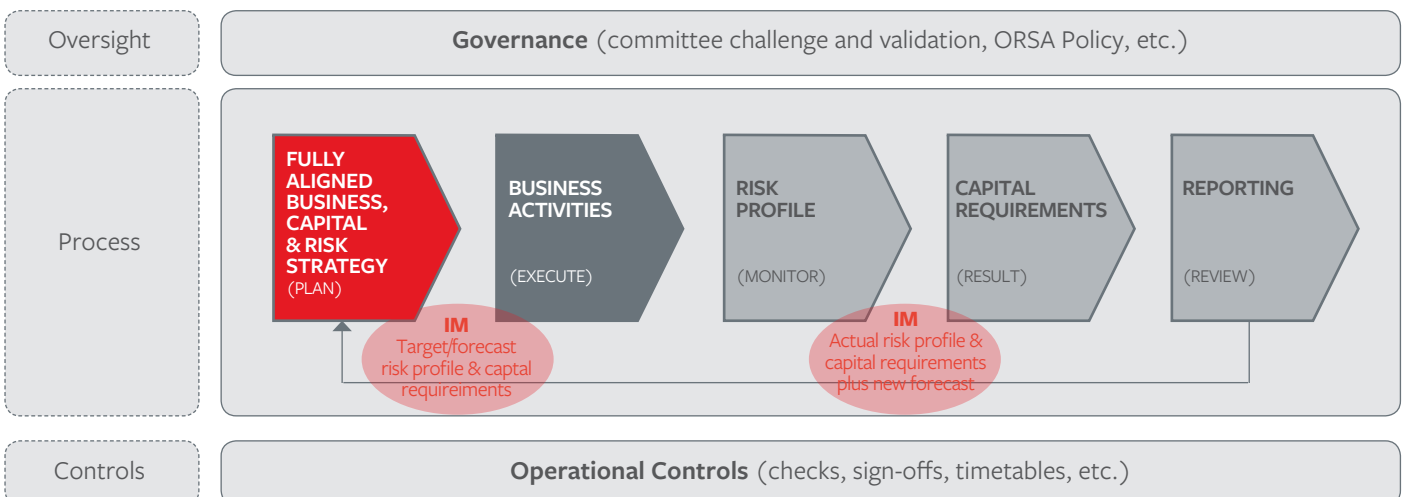 Oversight
Governance (committee challenge and validation, ORSA Policy, etc.)
Process
FULLY
ALIGNED
BUSINESS,
CAPITAL
& RISK
STRATEGY
(PLAN)
BUSINESS
ACTIVITIES
(EXECUTE)
RISK
PROFILE
(MONITOR)
CAPITAL
REQUIREMENTS
(RESULT)
REPORTING
(REVIEW)
IM
Target/forecast
risk profile & captal
requireiments
IM
Actual risk profile &
capital requirements
plus new forecast
Controls
Operational Controls (checks, sign-offs, timetables, etc.)